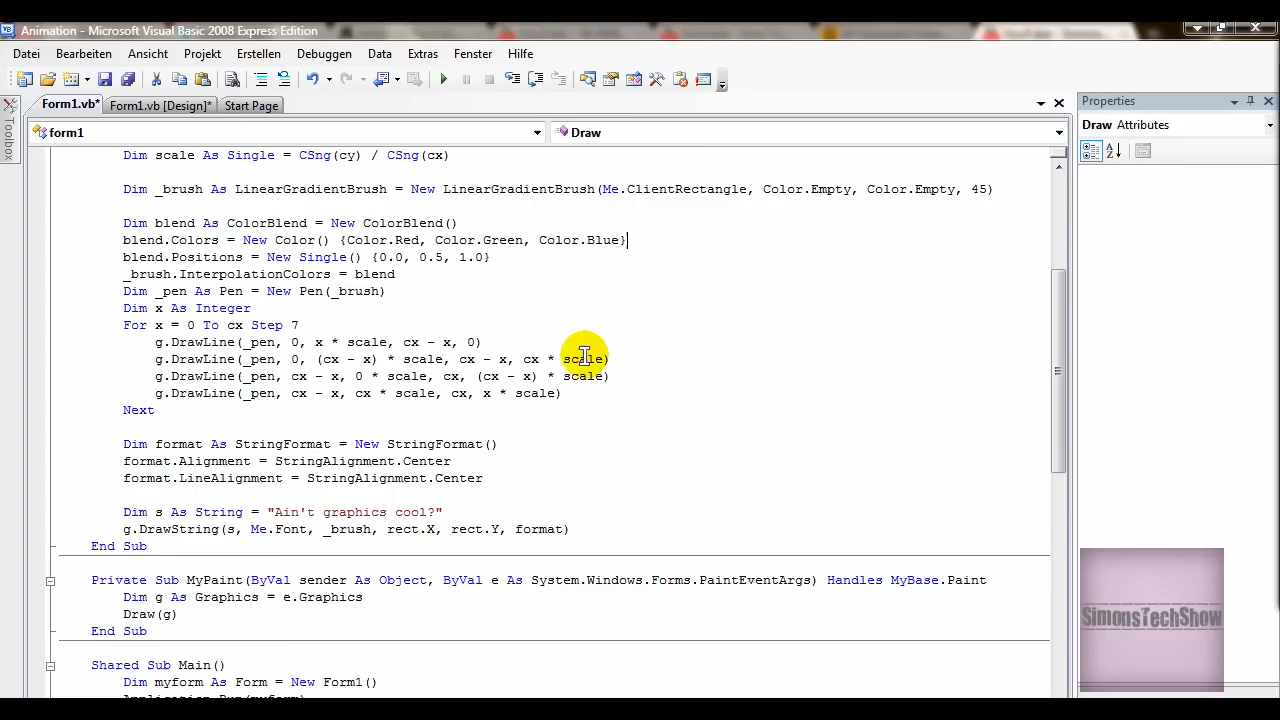 Animation - Microsoft Visual Basic 2008 Express Edition
Datei Bearbeiten Ansicht Projekt Erstellen Debuggen Data Extras Fenster Hilfe
Form1.vb* Form1.vb [Design]* Start Page
Properties
Toolbox
form1 Draw
Draw Attributes
Dim scale As Single = CSng(cy) / CSng(cx)
Dim _brush As LinearGradientBrush = New LinearGradientBrush(Me.ClientRectangle, Color.Empty, Color.Empty, 45)
Dim blend As ColorBlend = New ColorBlend()
blend.Colors = New Color() {Color.Red, Color.Green, Color.Blue}
blend.Positions = New Single() {0.0, 0.5, 1.0}
_brush.InterpolationColors = blend
Dim _pen As Pen = New Pen(_brush)
Dim x As Integer
For x = 0 To cx Step 7
g.DrawLine(_pen, 0, x * scale, cx - x, 0)
g.DrawLine(_pen, 0, (cx - x) * scale, cx - x, cx * scale)
g.DrawLine(_pen, cx - x, 0 * scale, cx, (cx - x) * scale)
g.DrawLine(_pen, cx - x, cx * scale, cx, x * scale)
Next
Dim format As StringFormat = New StringFormat()
format.Alignment = StringAlignment.Center
format.LineAlignment = StringAlignment.Center
Dim s As String = "Ain't graphics cool?"
g.DrawString(s, Me.Font, _brush, rect.X, rect.Y, format)
End Sub
Private Sub MyPaint(ByVal sender As Object, ByVal e As System.Windows.Forms.PaintEventArgs) Handles MyBase.Paint
Dim g As Graphics = e.Graphics
Draw(g)
End Sub
SimonsTechShow
Shared Sub Main()
Dim myform As Form = New Form1()
Application.Run(myform)